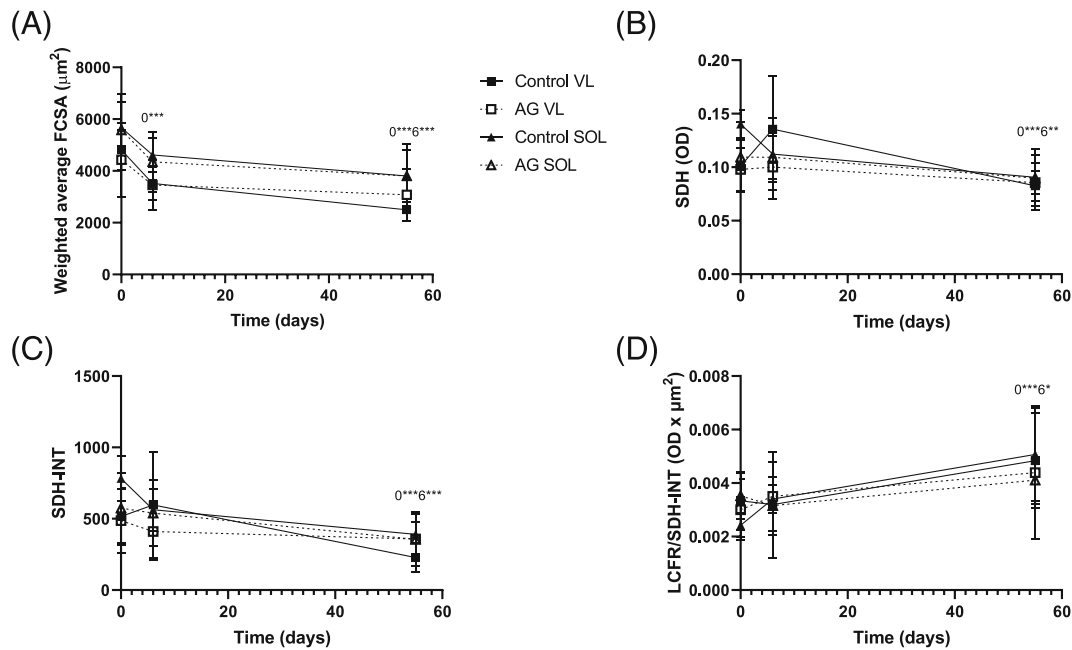 (A)
Weighted average FCSA (μm²)
8000
6000
4000
2000
0
0***
0***6***
0
20
40
60
Time (days)
Control VL
AG VL
Control SOL
AG SOL
(B)
SDH (OD)
0.20
0.15
0.10
0.05
0.00
0***6**
0
20
40
60
Time (days)
(C)
SDH-INT
1500
1000
500
0
0***6***
0
20
40
60
Time (days)
(D)
LCFR/SDH-INT (OD x μm²)
0.008
0.006
0.004
0.002
0.000
0***6*
0
20
40
60
Time (days)